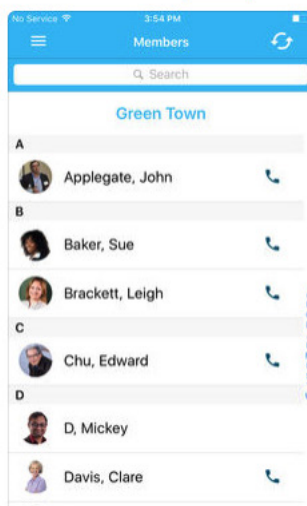 No Service 3:54 PM
Members
Search
Green Town
A
Applegate, John
B
Baker, Sue
Brackett, Leigh
C
Chu, Edward
D
D, Mickey
Davis, Clare